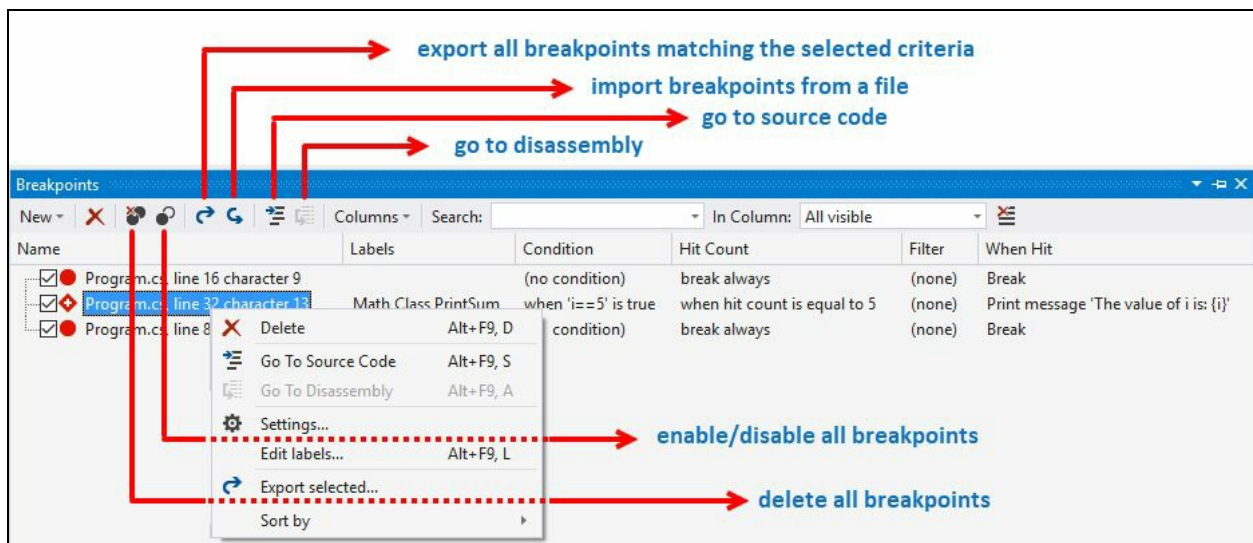 export all breakpoints matching the selected criteria
import breakpoints from a file
go to source code
go to disassembly
Breakpoints
New Columns Search: In Column: All visible
Name Labels Condition Hit Count Filter When Hit
Program.cs, line 16 character 9 (no condition) break always (none) Break
Program.cs, line 32 character 13 Math Class PrintSum when 'i==5' is true when hit count is equal to 5 (none) Print message 'The value of i is: {i}'
Program.cs, line 8 condition) break always (none) Break
Delete Alt+F9, D
Go To Source Code Alt+F9, S
Go To Disassembly Alt+F9, A
Settings...
enable/disable all breakpoints
Edit labels... Alt+F9, L
Export selected...
delete all breakpoints
Sort by